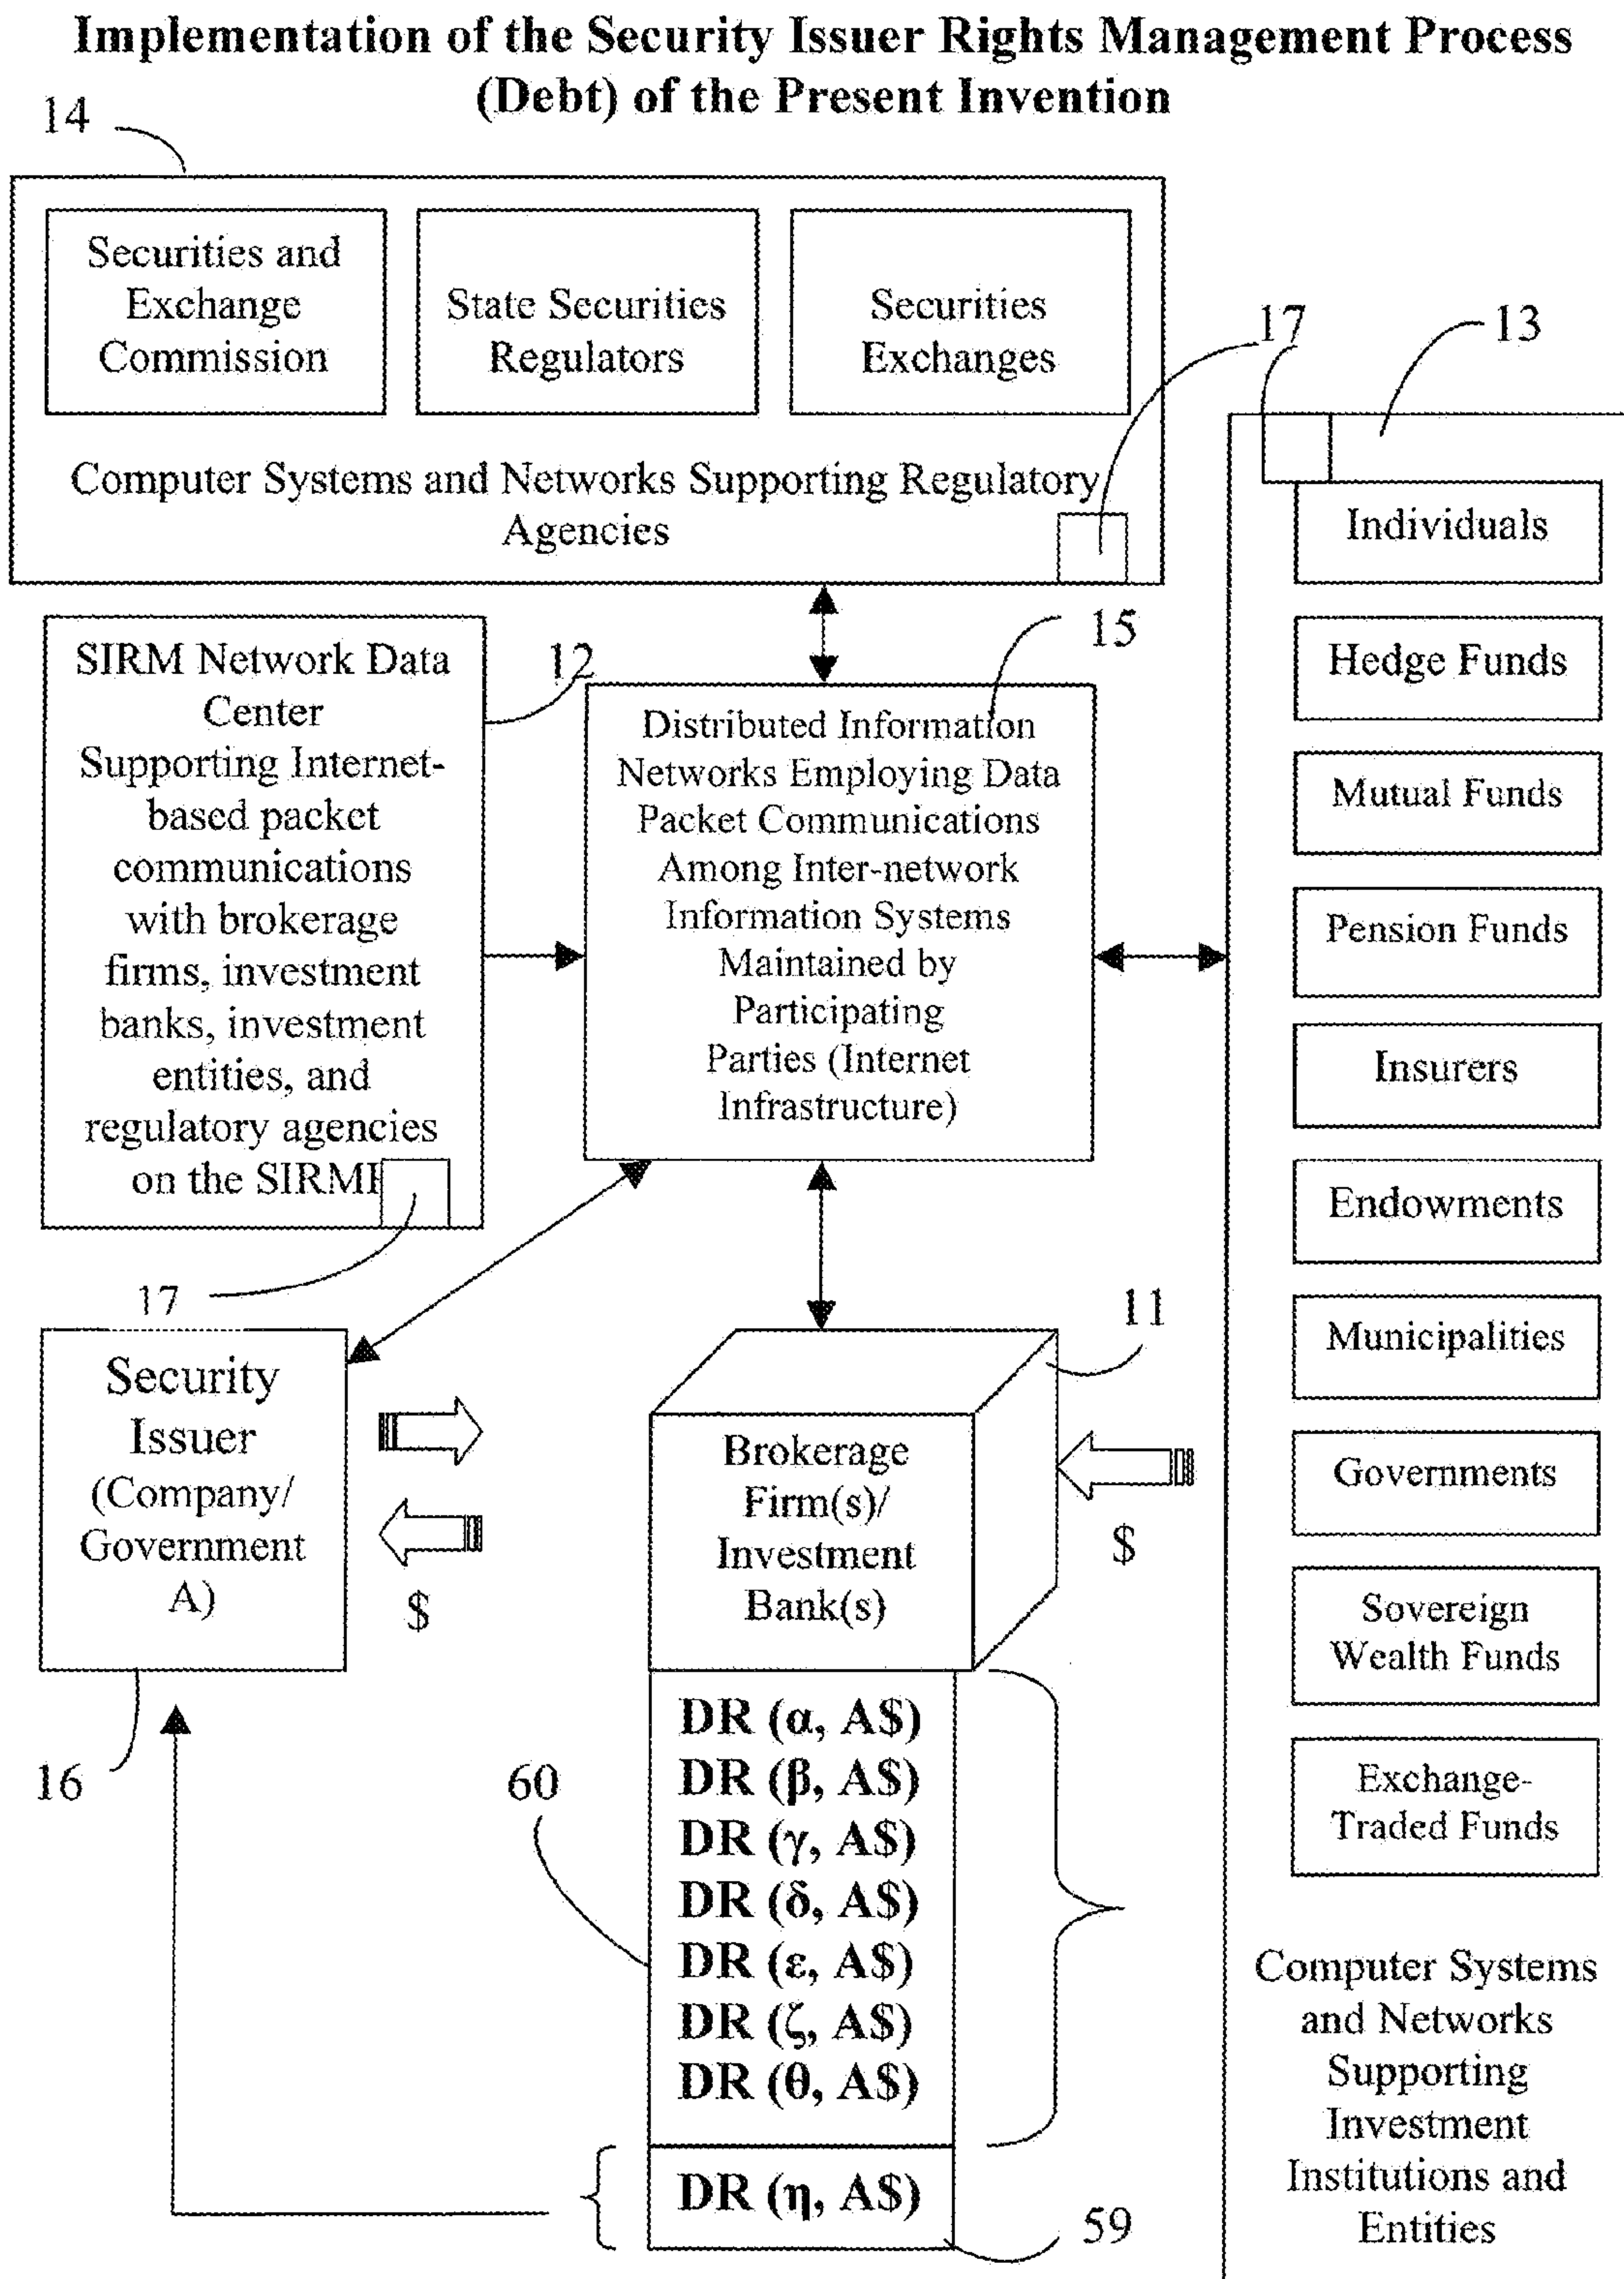 Implementation of the Security Issuer Rights Management Process
(Debt) of the Present Invention
14
Securities and
Exchange
Commission
State Securities
Regulators
Securities
Exchanges
Computer Systems and Networks Supporting Regulatory
Agencies
17
13
SIRM Network Data
Center
Supporting Internet-
based packet
communications
with brokerage
firms, investment
banks, investment
entities, and
regulatory agencies
on the
12
17
15
Distributed Information
Networks Employing Data
Packet Communications
Among Inter-network
Information Systems
Maintained by
Participating
Parties (Internet
Infrastructure)
Individuals
Hedge Funds
Mutual Funds
Pension Funds
Insurers
Endowments
Municipalities
Governments
Sovereign
Wealth Funds
Exchange-
Traded Funds
Computer Systems
and Networks
Supporting
Investment
Institutions and
Entities
Security
Issuer
(Company/
Government
A)
16
$
11
Brokerage
Firm(s)/
Investment
Bank(s)
$
60
DR (α, A$)
DR (β, A$)
DR (γ, A$)
DR (δ, A$)
DR (ε, A$)
DR (ζ, A$)
DR (θ, A$)
DR (η, A$)
59